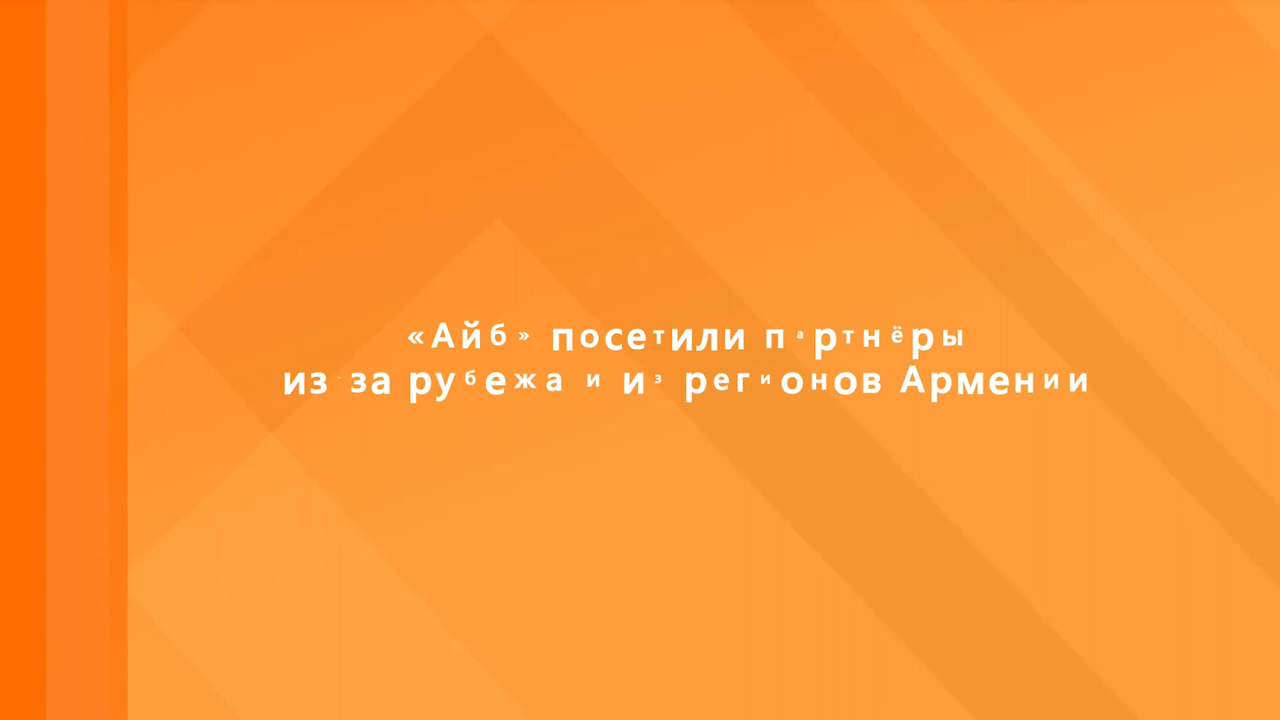 «Айб» посетили партнёры
из-за рубежа и из регионов Армении